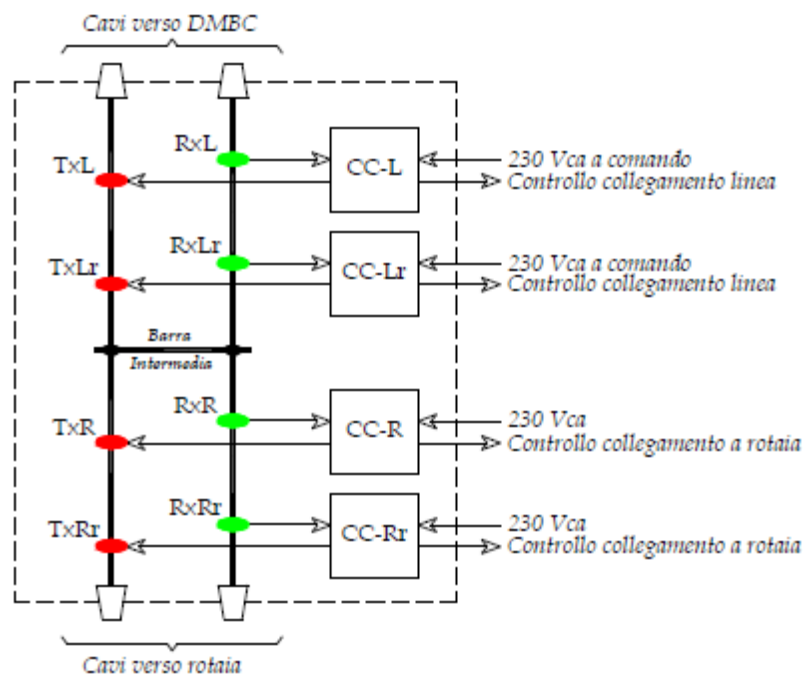 Cavi verso DMBC
RxL
TxL
CC-L
230 Vca a comando
Controllo collegamento linea
RxLr
TxLr
CC-Lr
230 Vca a comando
Controllo collegamento linea
Barra
Intermedia
RxR
TxR
CC-R
230 Vca
Controllo collegamento a rotaia
RxRr
TxRr
CC-Rr
230 Vca
Controllo collegamento a rotaia
Cavi verso rotaia